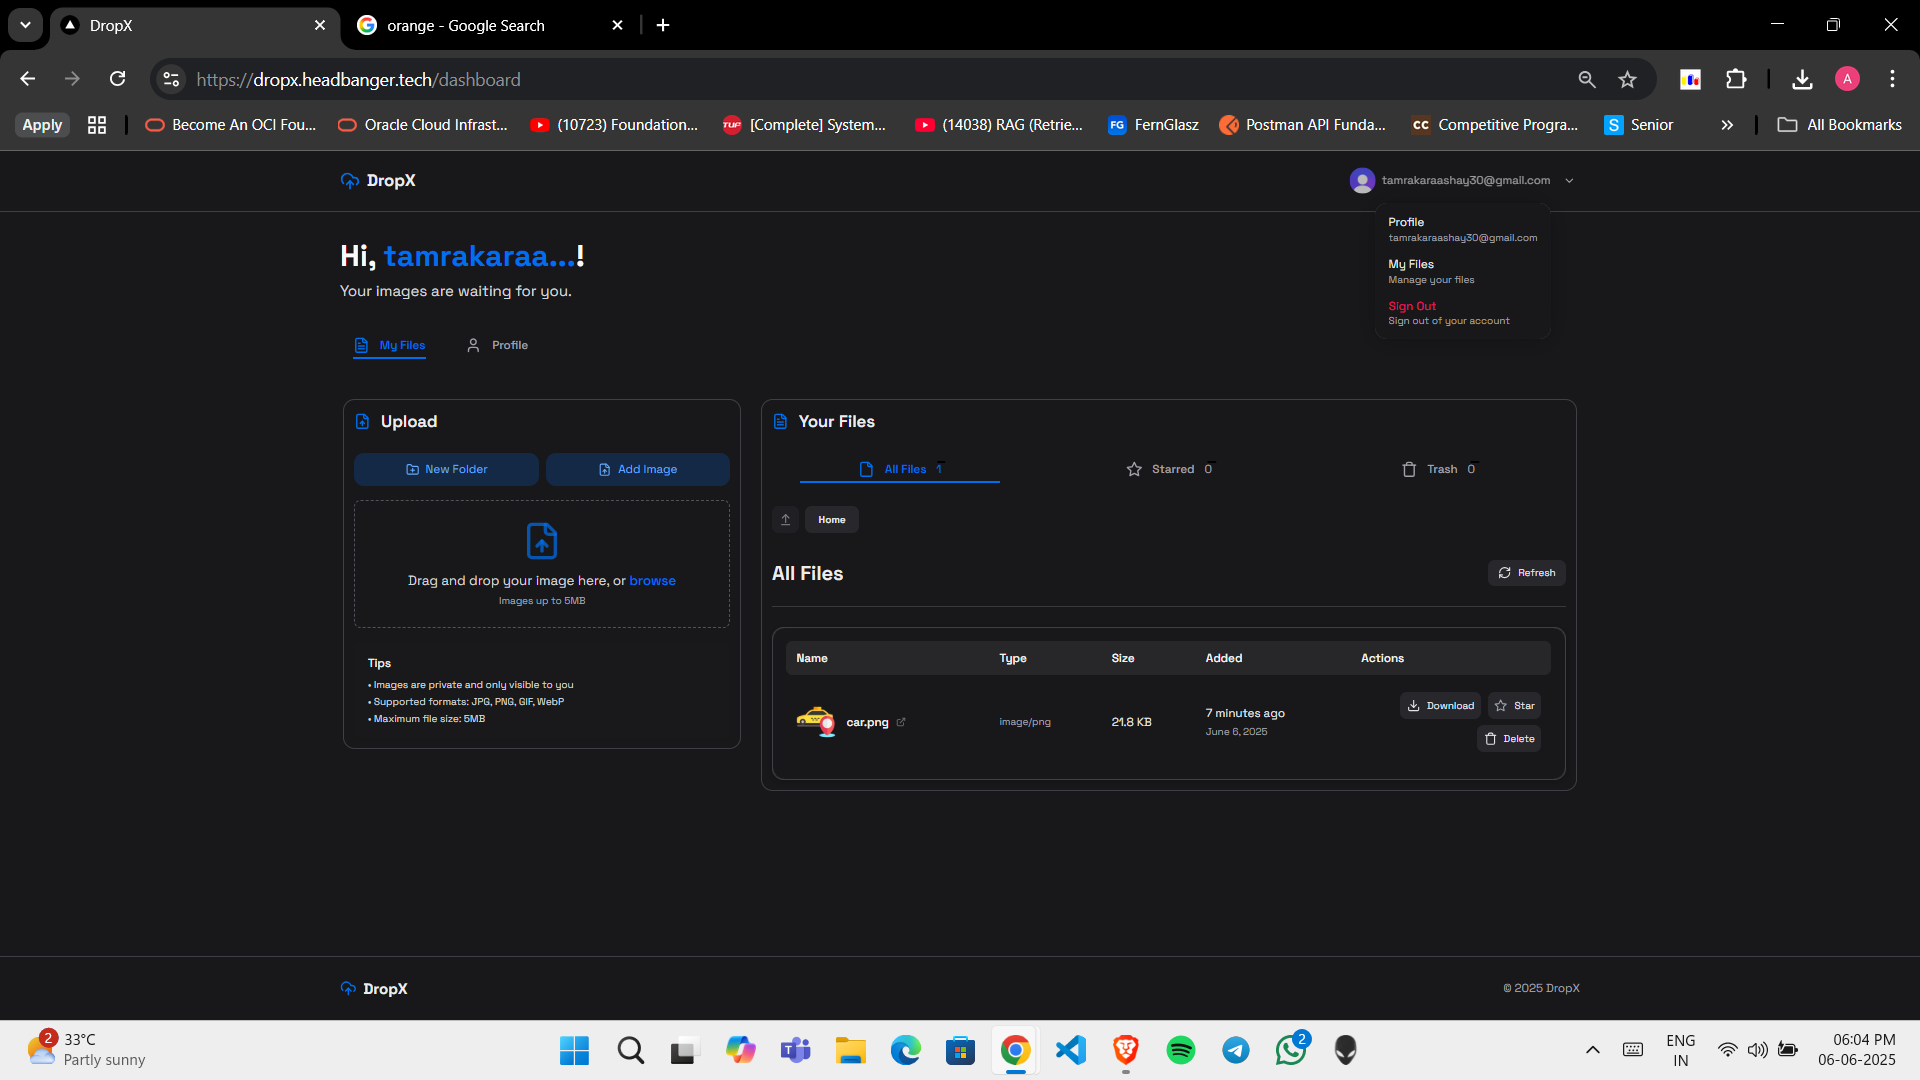 DropX
orange - Google Search
https://dropx.headbanger.tech/dashboard
A
Apply
Become An OCI Fou...
Oracle Cloud Infrast...
(10723) Foundation...
TUF
[Complete] System...
(14038) RAG (Retrie...
FG
FernGlasz
Postman API Funda...
CC
Competitive Progra...
S
Senior
All Bookmarks
DropX
tamrakaraashay30@gmail.com
Profile
tamrakaraashay30@gmail.com
My Files
Manage your files
Sign Out
Sign out of your account
Hi, tamrakaraa...!
Your images are waiting for you.
My Files
Profile
Upload
New Folder
Add Image
Drag and drop your image here, or browse
Images up to 5MB
Tips
• Images are private and only visible to you
• Supported formats: JPG, PNG, GIF, WebP
• Maximum file size: 5MB
Your Files
All Files 1
Starred 0
Trash 0
Home
All Files
Refresh
Name Type Size Added Actions
car.png
image/png
21.8 KB
7 minutes ago
June 6, 2025
Download
Star
Delete
DropX
© 2025 DropX
2
33°C
Partly sunny
2
ENG
IN
06:04 PM
06-06-2025